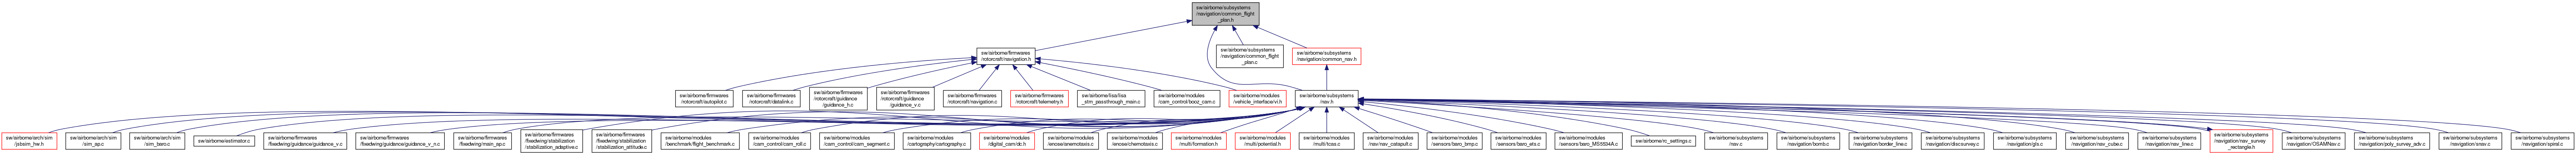 sw/airborne/subsystems
/navigation/common_flight
_plan.h
sw/airborne/firmwares
/rotorcraft/navigation.h
sw/airborne/subsystems
/navigation/common_flight
_plan.c
sw/airborne/subsystems
/navigation/common_nav.h
sw/airborne/firmwares
/rotorcraft/autopilot.c
sw/airborne/firmwares
/rotorcraft/datalink.c
sw/airborne/firmwares
/rotorcraft/guidance
/guidance_h.c
sw/airborne/firmwares
/rotorcraft/guidance
/guidance_v.c
sw/airborne/firmwares
/rotorcraft/navigation.c
sw/airborne/firmwares
/rotorcraft/telemetry.h
sw/airborne/lisa/lisa
_stm_passthrough_main.c
sw/airborne/modules
/cam_control/booz_cam.c
sw/airborne/modules
/vehicle_interface/vi.h
sw/airborne/subsystems
/nav.h
sw/airborne/arch/sim
/jsbsim_hw.h
sw/airborne/arch/sim
/sim_ap.c
sw/airborne/arch/sim
/sim_baro.c
sw/airborne/estimator.c
sw/airborne/firmwares
/fixedwing/guidance/guidance_v.c
sw/airborne/firmwares
/fixedwing/guidance/guidance_v_n.c
sw/airborne/firmwares
/fixedwing/main_ap.c
sw/airborne/firmwares
/fixedwing/stabilization
/stabilization_adaptive.c
sw/airborne/firmwares
/fixedwing/stabilization
/stabilization_attitude.c
sw/airborne/modules
/benchmark/flight_benchmark.c
sw/airborne/modules
/cam_control/cam_roll.c
sw/airborne/modules
/cam_control/cam_segment.c
sw/airborne/modules
/cartography/cartography.c
sw/airborne/modules
/digital_cam/dc.h
sw/airborne/modules
/enose/anemotaxis.c
sw/airborne/modules
/enose/chemotaxis.c
sw/airborne/modules
/multi/formation.h
sw/airborne/modules
/multi/potential.h
sw/airborne/modules
/multi/tcas.c
sw/airborne/modules
/nav/nav_catapult.c
sw/airborne/modules
/sensors/baro_bmp.c
sw/airborne/modules
/sensors/baro_ets.c
sw/airborne/modules
/sensors/baro_MS5534A.c
sw/airborne/rc_settings.c
sw/airborne/subsystems
/nav.c
sw/airborne/subsystems
/navigation/bomb.c
sw/airborne/subsystems
/navigation/border_line.c
sw/airborne/subsystems
/navigation/discsurvey.c
sw/airborne/subsystems
/navigation/gls.c
sw/airborne/subsystems
/navigation/nav_cube.c
sw/airborne/subsystems
/navigation/nav_line.c
sw/airborne/subsystems
/navigation/nav_survey
_rectangle.h
sw/airborne/subsystems
/navigation/OSAMNav.c
sw/airborne/subsystems
/navigation/poly_survey_adv.c
sw/airborne/subsystems
/navigation/snav.c
sw/airborne/subsystems
/navigation/spiral.c